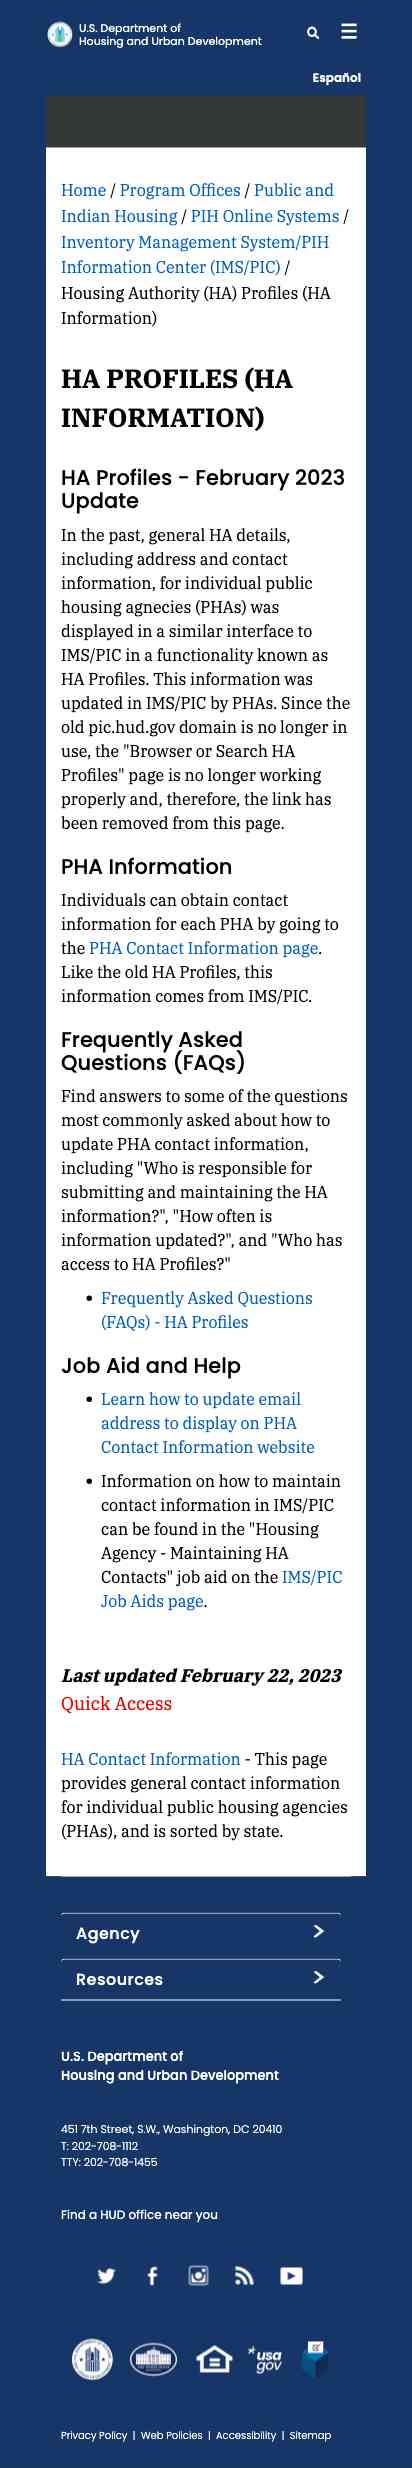 U.S. Department of
Housing and Urban Development
Español
Home / Program Offices / Public and
Indian Housing / PIH Online Systems /
Inventory Management System/PIH
Information Center (IMS/PIC) /
Housing Authority (HA) Profiles (HA
Information)
HA PROFILES (HA
INFORMATION)
HA Profiles - February 2023
Update
In the past, general HA details,
including address and contact
information, for individual public
housing agnecies (PHAs) was
displayed in a similar interface to
IMS/PIC in a functionality known as
HA Profiles. This information was
updated in IMS/PIC by PHAs. Since the
old pic.hud.gov domain is no longer in
use, the "Browser or Search HA
Profiles" page is no longer working
properly and, therefore, the link has
been removed from this page.
PHA Information
Individuals can obtain contact
information for each PHA by going to
the PHA Contact Information page.
Like the old HA Profiles, this
information comes from IMS/PIC.
Frequently Asked
Questions (FAQs)
Find answers to some of the questions
most commonly asked about how to
update PHA contact information,
including "Who is responsible for
submitting and maintaining the HA
information?", "How often is
information updated?", and "Who has
access to HA Profiles?"
• Frequently Asked Questions
(FAQs) - HA Profiles
Job Aid and Help
• Learn how to update email
address to display on PHA
Contact Information website
• Information on how to maintain
contact information in IMS/PIC
can be found in the "Housing
Agency - Maintaining HA
Contacts" job aid on the IMS/PIC
Job Aids page.
Last updated February 22, 2023
Quick Access
HA Contact Information - This page
provides general contact information
for individual public housing agencies
(PHAs), and is sorted by state.
Agency
Resources
U.S. Department of
Housing and Urban Development
451 7th Street, S.W., Washington, DC 20410
T: 202-708-1112
TTY: 202-708-1455
Find a HUD office near you
usa
gov
Privacy Policy | Web Policies | Accessibility | Sitemap